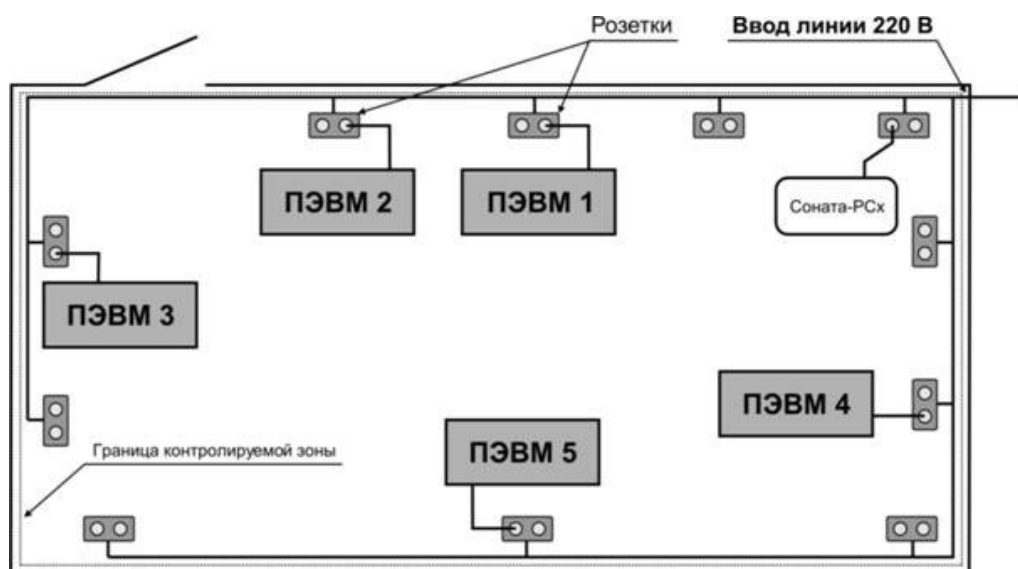 Розетки
Ввод линии 220 В
ПЭВМ 2
ПЭВМ 1
Соната-РСх
ПЭВМ 3
ПЭВМ 4
Граница контролируемой зоны
ПЭВМ 5